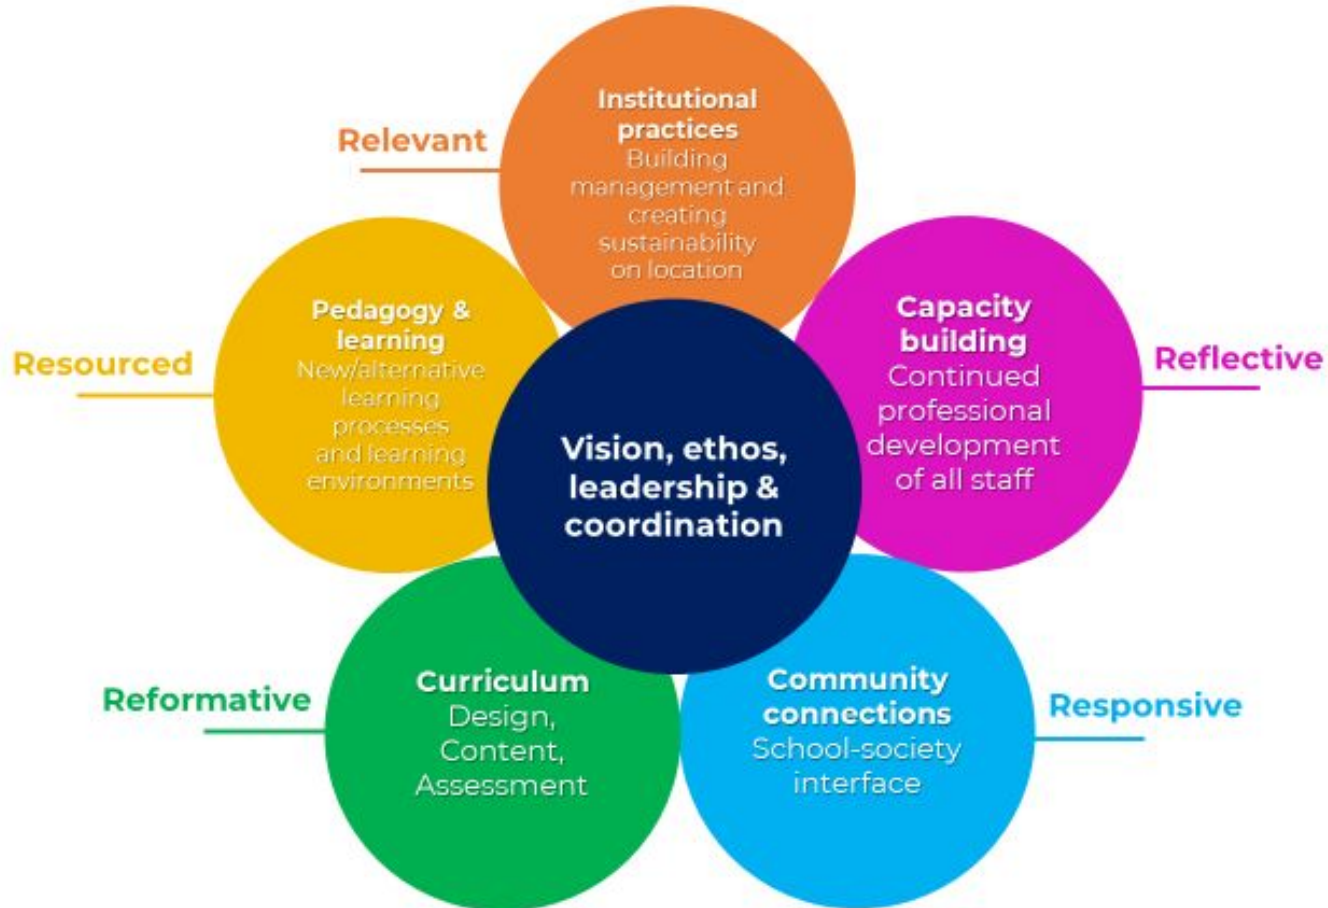 Relevant
Institutional
practices
Building
management and
creating
sustainability
on location
Resourced
Pedagogy &
learning
New/alternative
learning
processes
and learning
environments
Capacity
building
Continued
professional
development
of all staff
Reflective
Vision, ethos,
leadership &
coordination
Reformative
Curriculum
Design,
Content,
Assessment
Community
connections
School-society
interface
Responsive